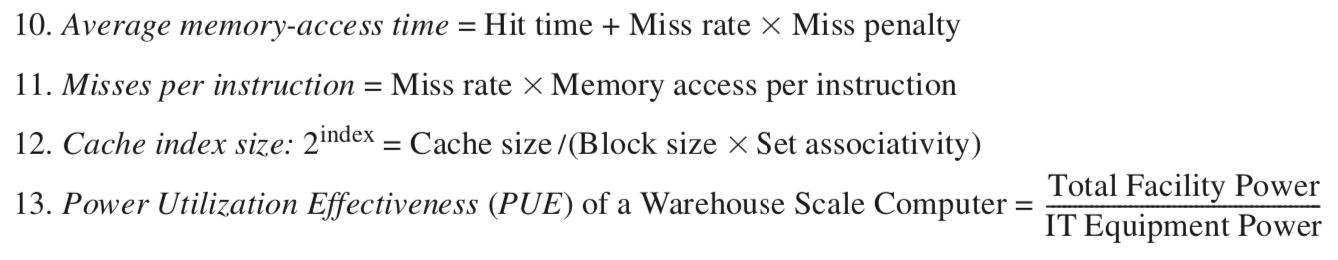 10. Average memory-access time = Hit time + Miss rate × Miss penalty
11. Misses per instruction = Miss rate × Memory access per instruction
12. Cache index size: 2^index = Cache size/(Block size × Set associativity)
13. Power Utilization Effectiveness (PUE) of a Warehouse Scale Computer = Total Facility Power / IT Equipment Power